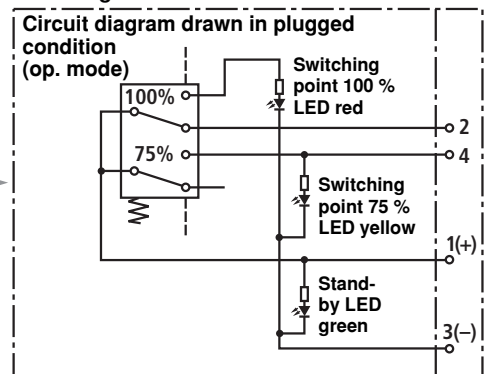 Circuit diagram drawn in plugged
condition
(op. mode)
Switching
point 100 %
LED red
100%
2
75%
4
Switching
point 75 %
LED yellow
1(+)
Stand-
by LED
green
3(–)